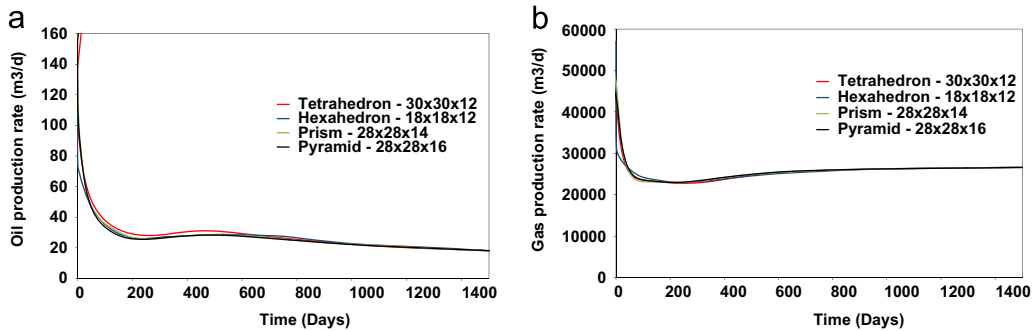 a
Oil production rate (m3/d)
160
140
120
100
80
60
40
20
0
Tetrahedron - 30x30x12
Hexahedron - 18x18x12
Prism - 28x28x14
Pyramid - 28x28x16
0 200 400 600 800 1000 1200 1400
Time (Days)
b
Gas production rate (m3/d)
60000
50000
40000
30000
20000
10000
0
Tetrahedron - 30x30x12
Hexahedron - 18x18x12
Prism - 28x28x14
Pyramid - 28x28x16
0 200 400 600 800 1000 1200 1400
Time (Days)